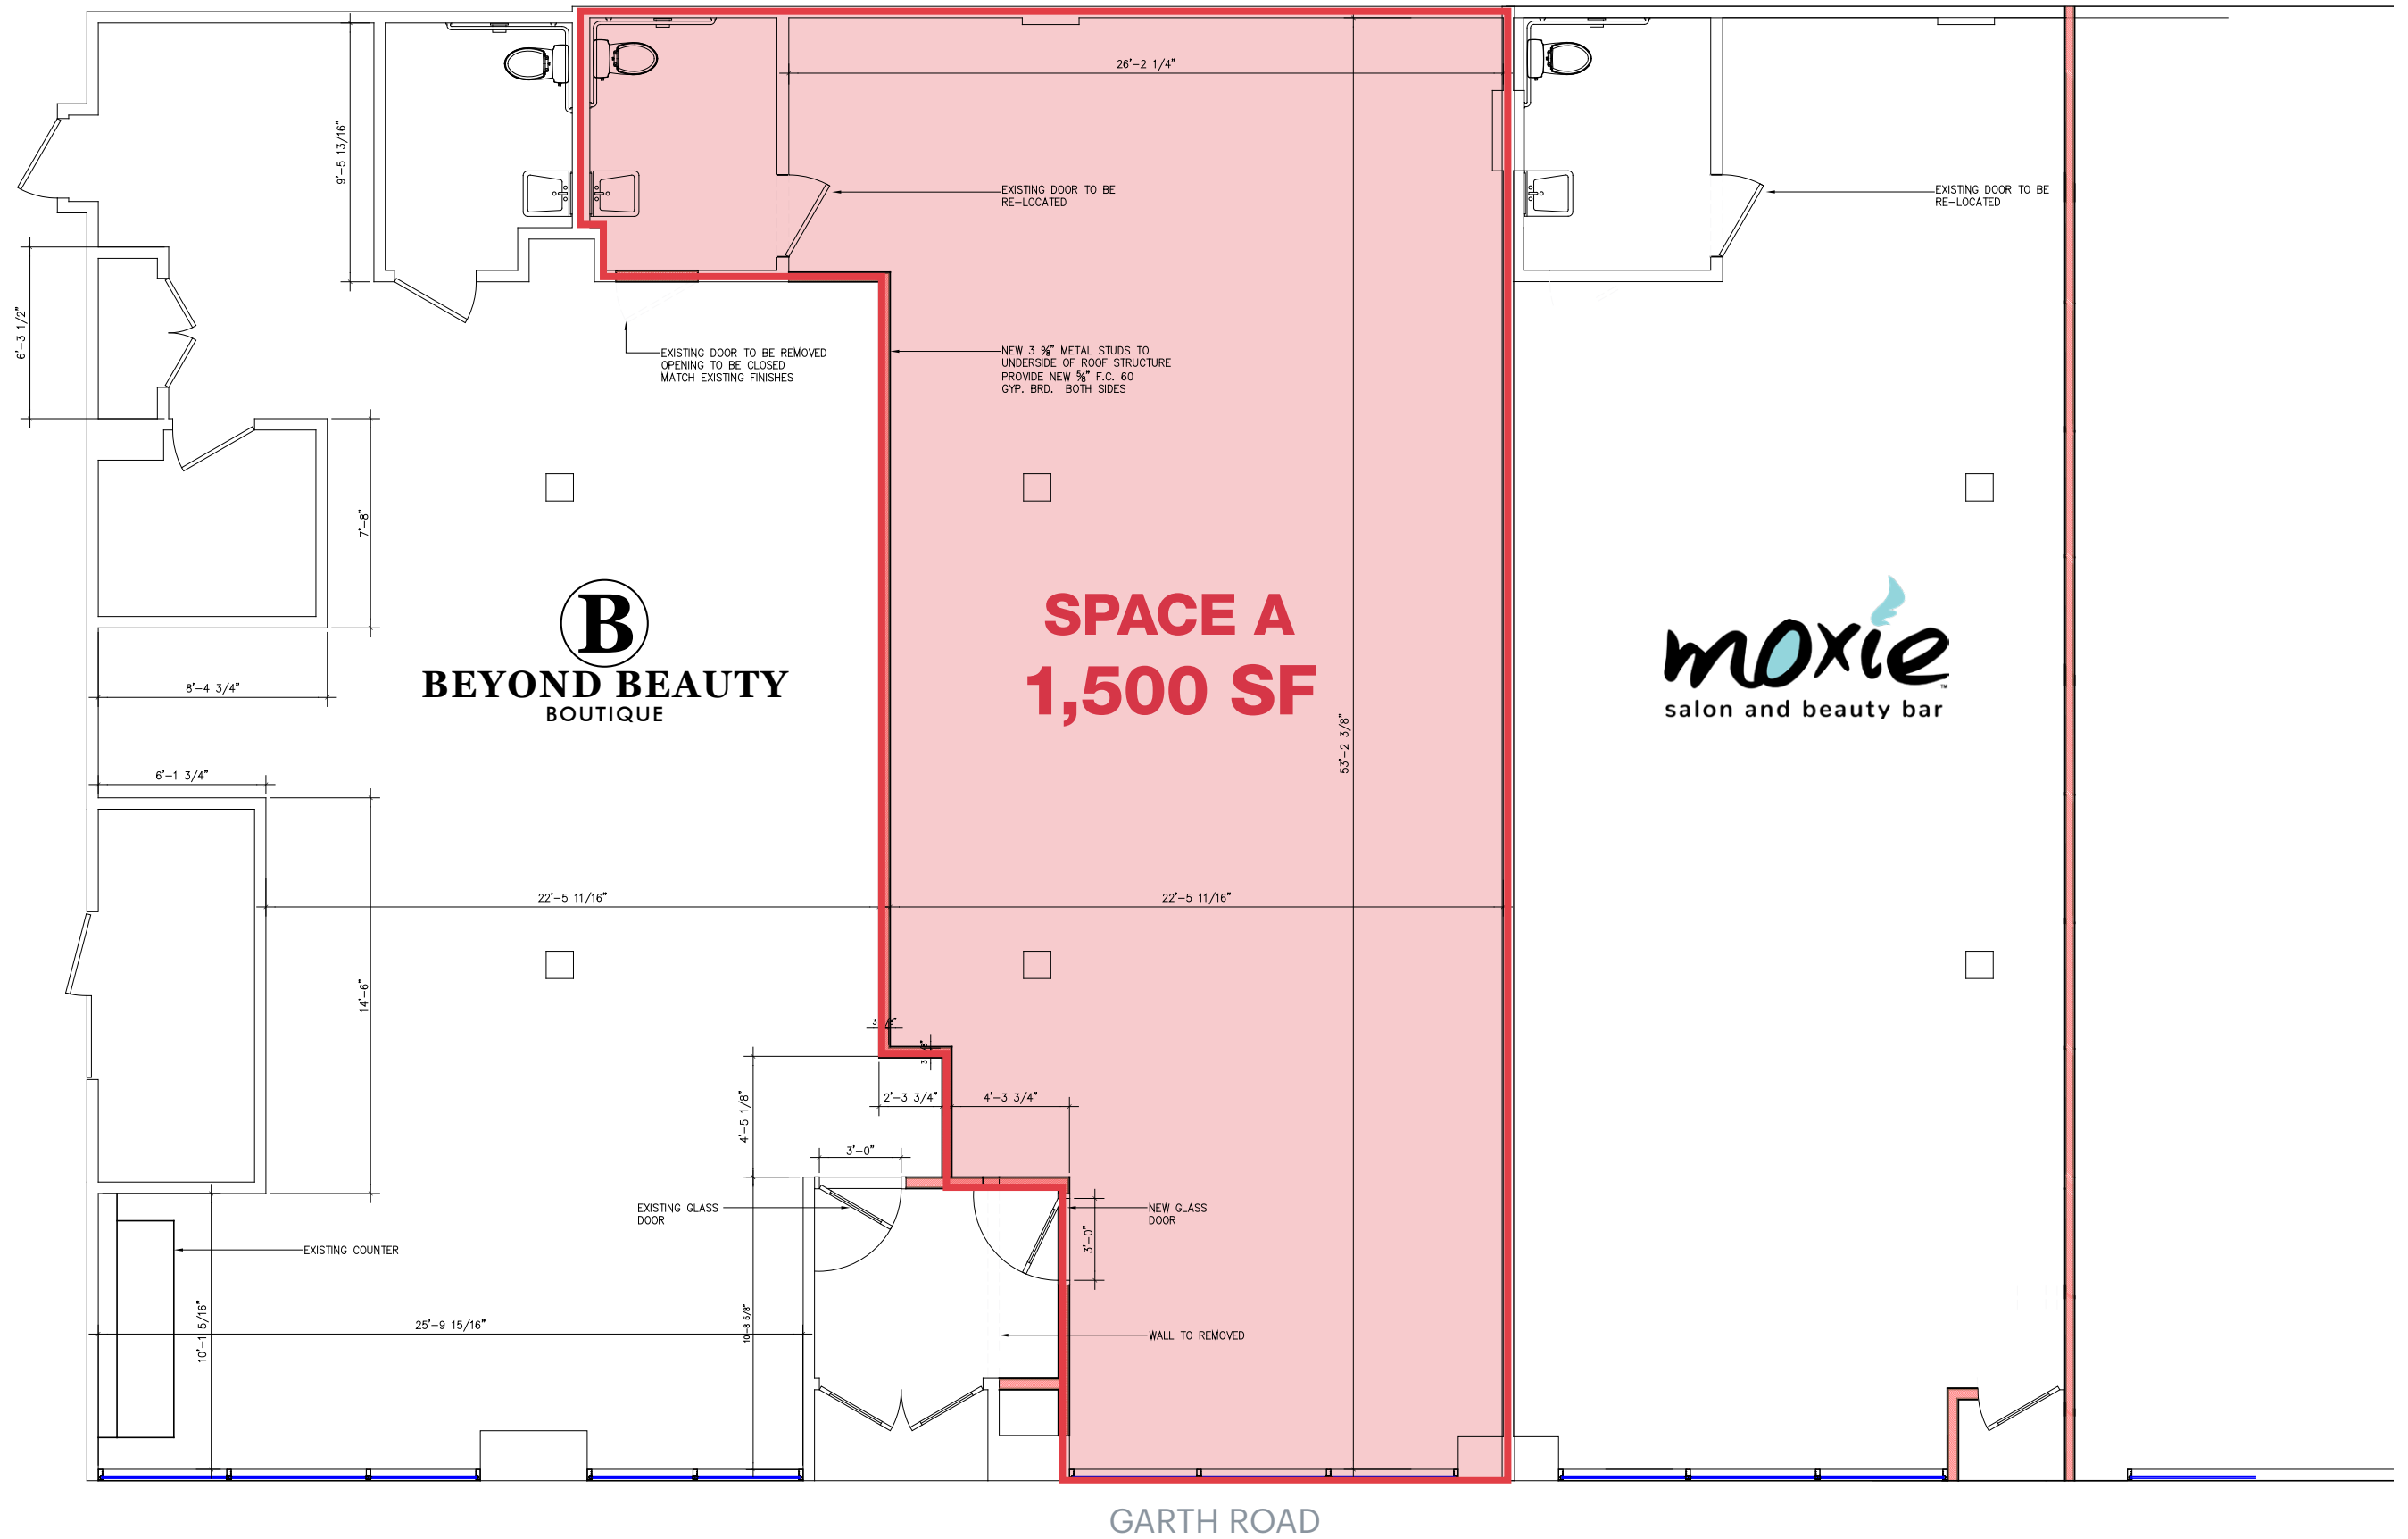 26'-2 1/4"
9'-5 13/16"
EXISTING DOOR TO BE
RE-LOCATED
EXISTING DOOR TO BE
RE-LOCATED
6'-3 1/2"
EXISTING DOOR TO BE REMOVED
OPENING TO BE CLOSED
MATCH EXISTING FINISHES
NEW 3 ⅝" METAL STUDS TO
UNDERSIDE OF ROOF STRUCTURE
PROVIDE NEW ⅝" F.C. 60
GYP. BRD. BOTH SIDES
7'-8"
B
BEYOND BEAUTY
BOUTIQUE
SPACE A
1,500 SF
moxie™
salon and beauty bar
8'-4 3/4"
53'-2 3/8"
6'-1 3/4"
22'-5 11/16"
22'-5 11/16"
14'-6"
2'-3 3/4"
4'-3 3/4"
4'-5 1/8"
3'-0"
EXISTING GLASS
DOOR
NEW GLASS
DOOR
3'-0"
EXISTING COUNTER
10'-1 5/16"
25'-9 15/16"
10'-8 5/8"
WALL TO REMOVED
GARTH ROAD